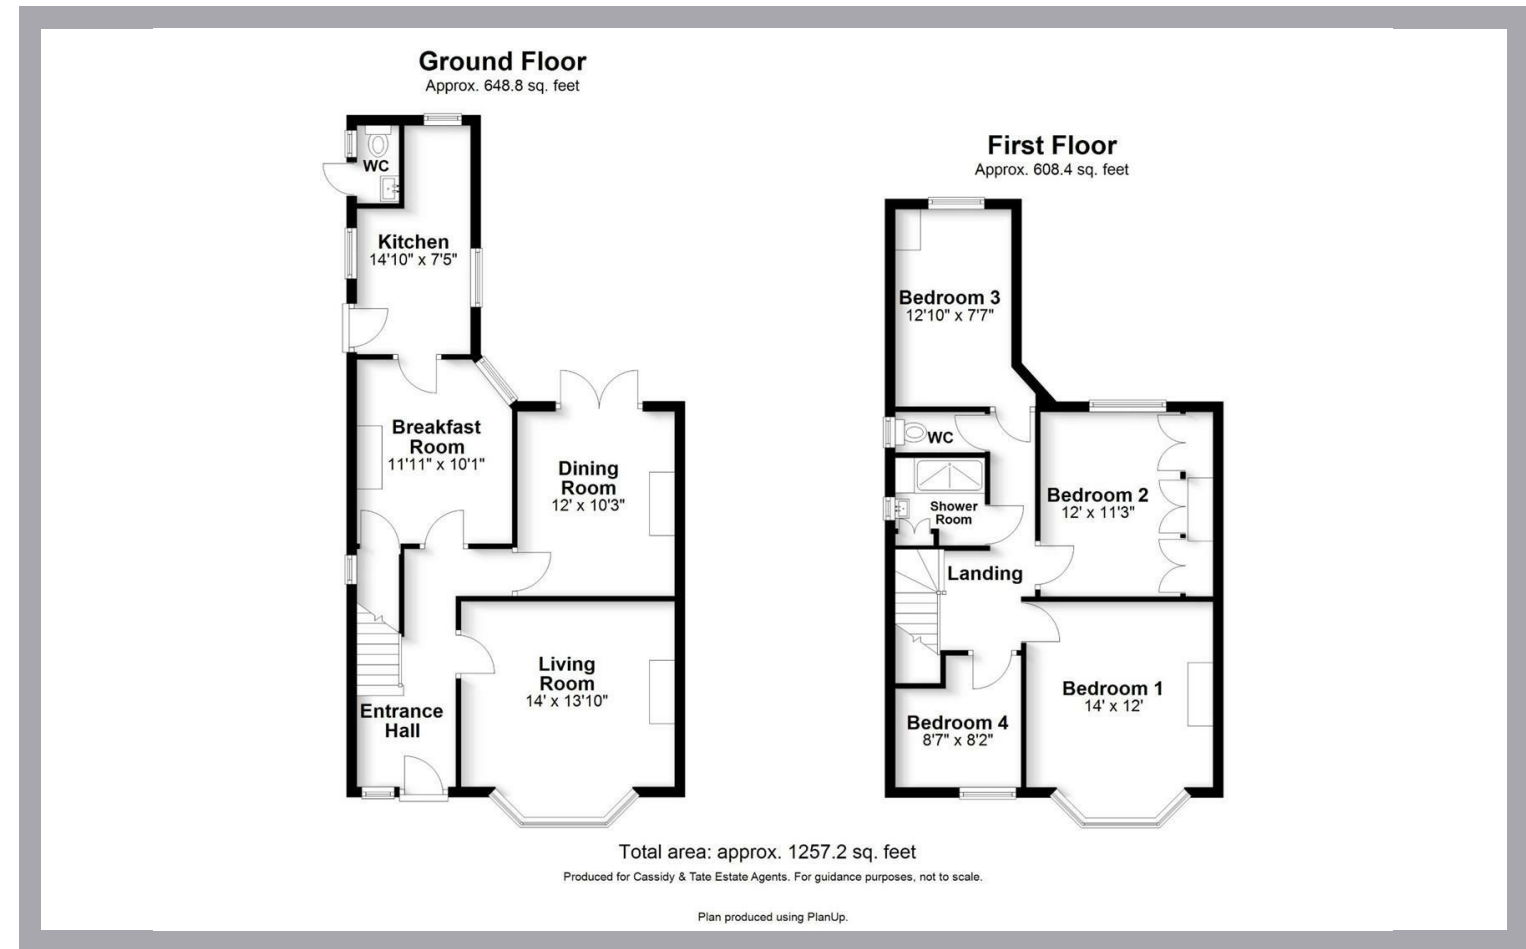 Ground Floor
Approx. 648.8 sq. feet
WC
Kitchen
14'10" x 7'5"
Breakfast
Room
11'11" x 10'1"
Dining
Room
12' x 10'3"
Living
Room
14' x 13'10"
Entrance
Hall
First Floor
Approx. 608.4 sq. feet
Bedroom 3
12'10" x 7'7"
WC
Shower
Room
Bedroom 2
12' x 11'3"
Landing
Bedroom 1
14' x 12'
Bedroom 4
8'7" x 8'2"
Total area: approx. 1257.2 sq. feet
Produced for Cassidy & Tate Estate Agents. For guidance purposes, not to scale.
Plan produced using PlanUp.